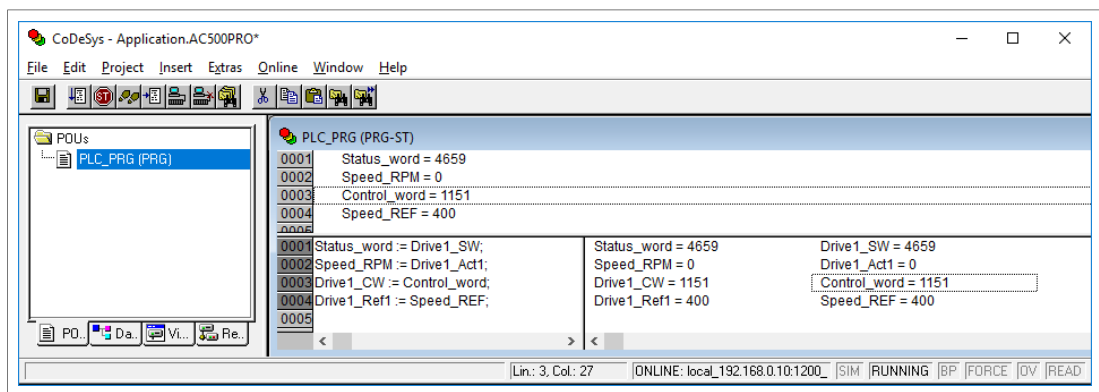 CoDeSys - Application.AC500PRO*
File Edit Project Insert Extras Online Window Help
POUs
PLC_PRG (PRG)
PLC_PRG (PRG-ST)
0001 Status_word = 4659
0002 Speed_RPM = 0
0003 Control_word = 1151
0004 Speed_REF = 400
0005
0001 Status_word := Drive1_SW; Status_word = 4659 Drive1_SW = 4659
0002 Speed_RPM := Drive1_Act1; Speed_RPM = 0 Drive1_Act1 = 0
0003 Drive1_CW := Control_word; Drive1_CW = 1151 Control_word = 1151
0004 Drive1_Ref1 := Speed_REF; Drive1_Ref1 = 400 Speed_REF = 400
0005
PO.. Da.. Vi... Re..
Lin.: 3, Col.: 27 ONLINE: local_192.168.0.10:1200_ SIM RUNNING BP FORCE OV READ